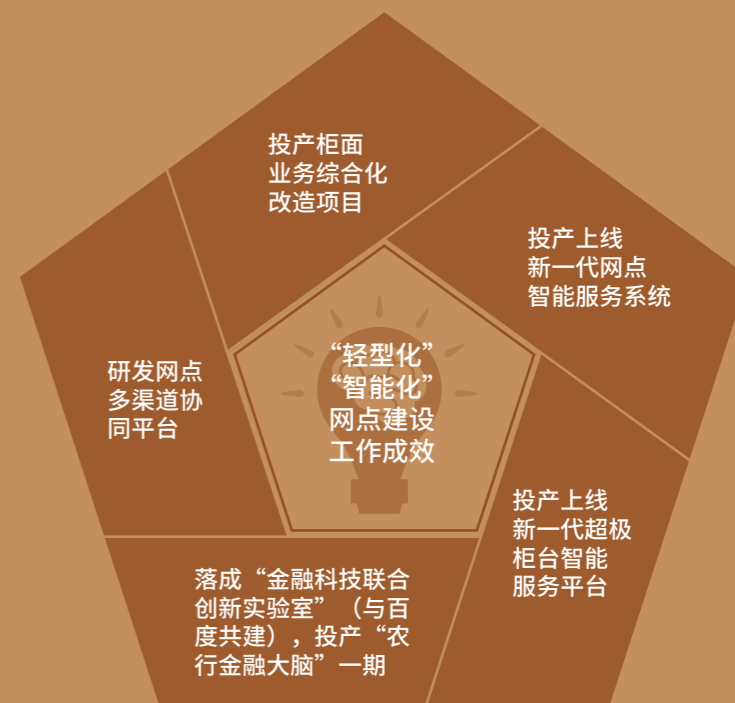 投产柜面
业务综合化
改造项目
投产上线
新一代网点
智能服务系统
“轻型化”
“智能化”
网点建设
工作成效
研发网点
多渠道协
同平台
投产上线
新一代超极
柜台智能
服务平台
落成“金融科技联合
创新实验室”（与百
度共建），投产“农
行金融大脑”一期